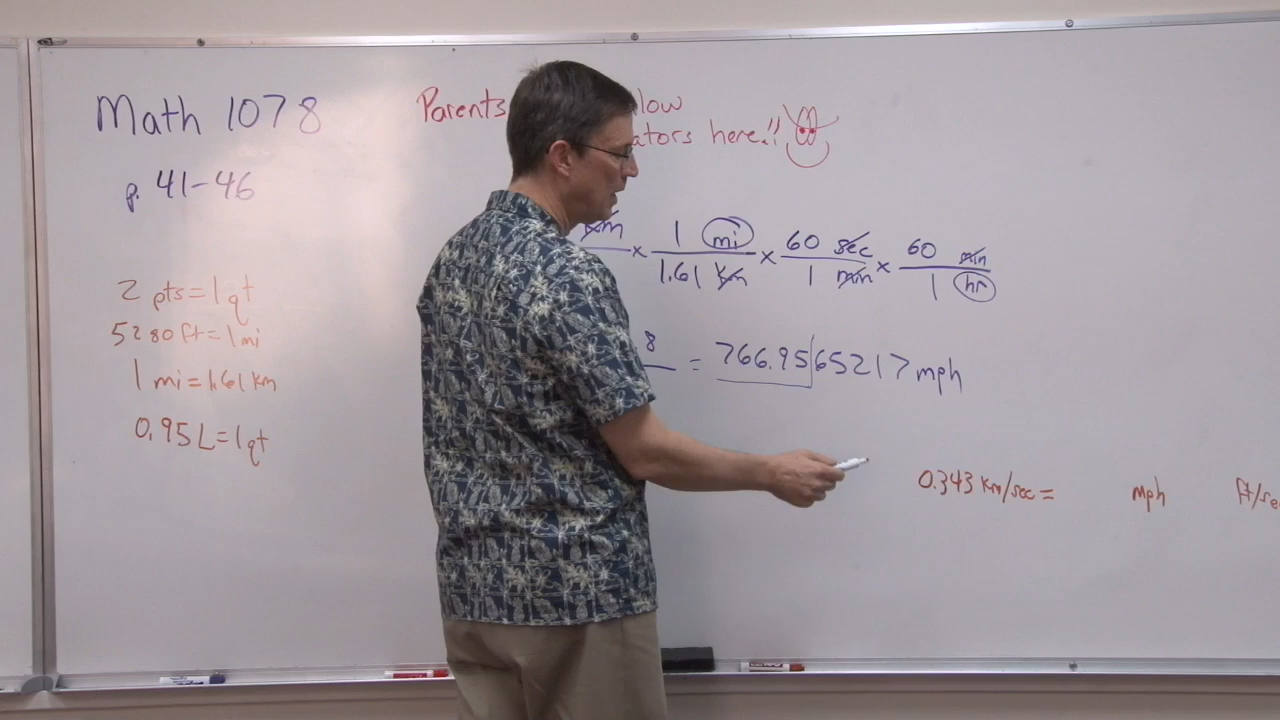 Math 1078
p. 41-46
2 pts = 1 qt
5280 ft = 1 mi
1 mi = 1.61 km
0.95 L = 1 qt
Parents low
ators here!!
km × 1 mi / 1.61 km × 60 sec / 1 min × 60 min / 1 hr
8 = 766.9565217 mph
0.343 km/sec = mph ft/se